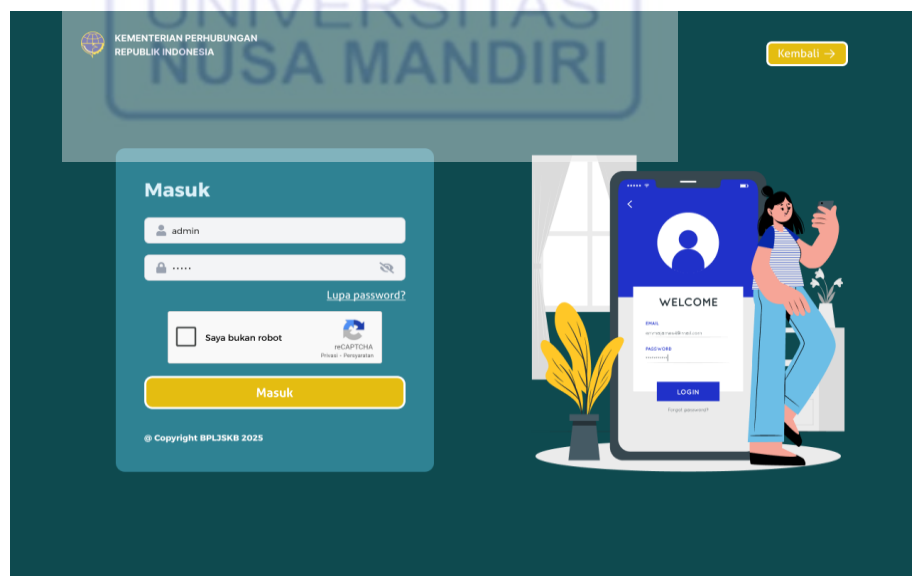 UNIVERSITAS
NUSA MANDIRI
KEMENTERIAN PERHUBUNGAN
REPUBLIK INDONESIA
Kembali →
Masuk
admin
•••••
Lupa password?
Saya bukan robot
reCAPTCHA
Privasi - Persyaratan
Masuk
@ Copyright BPLJSKB 2025
WELCOME
EMAIL
PASSWORD
LOGIN
Forgot password?